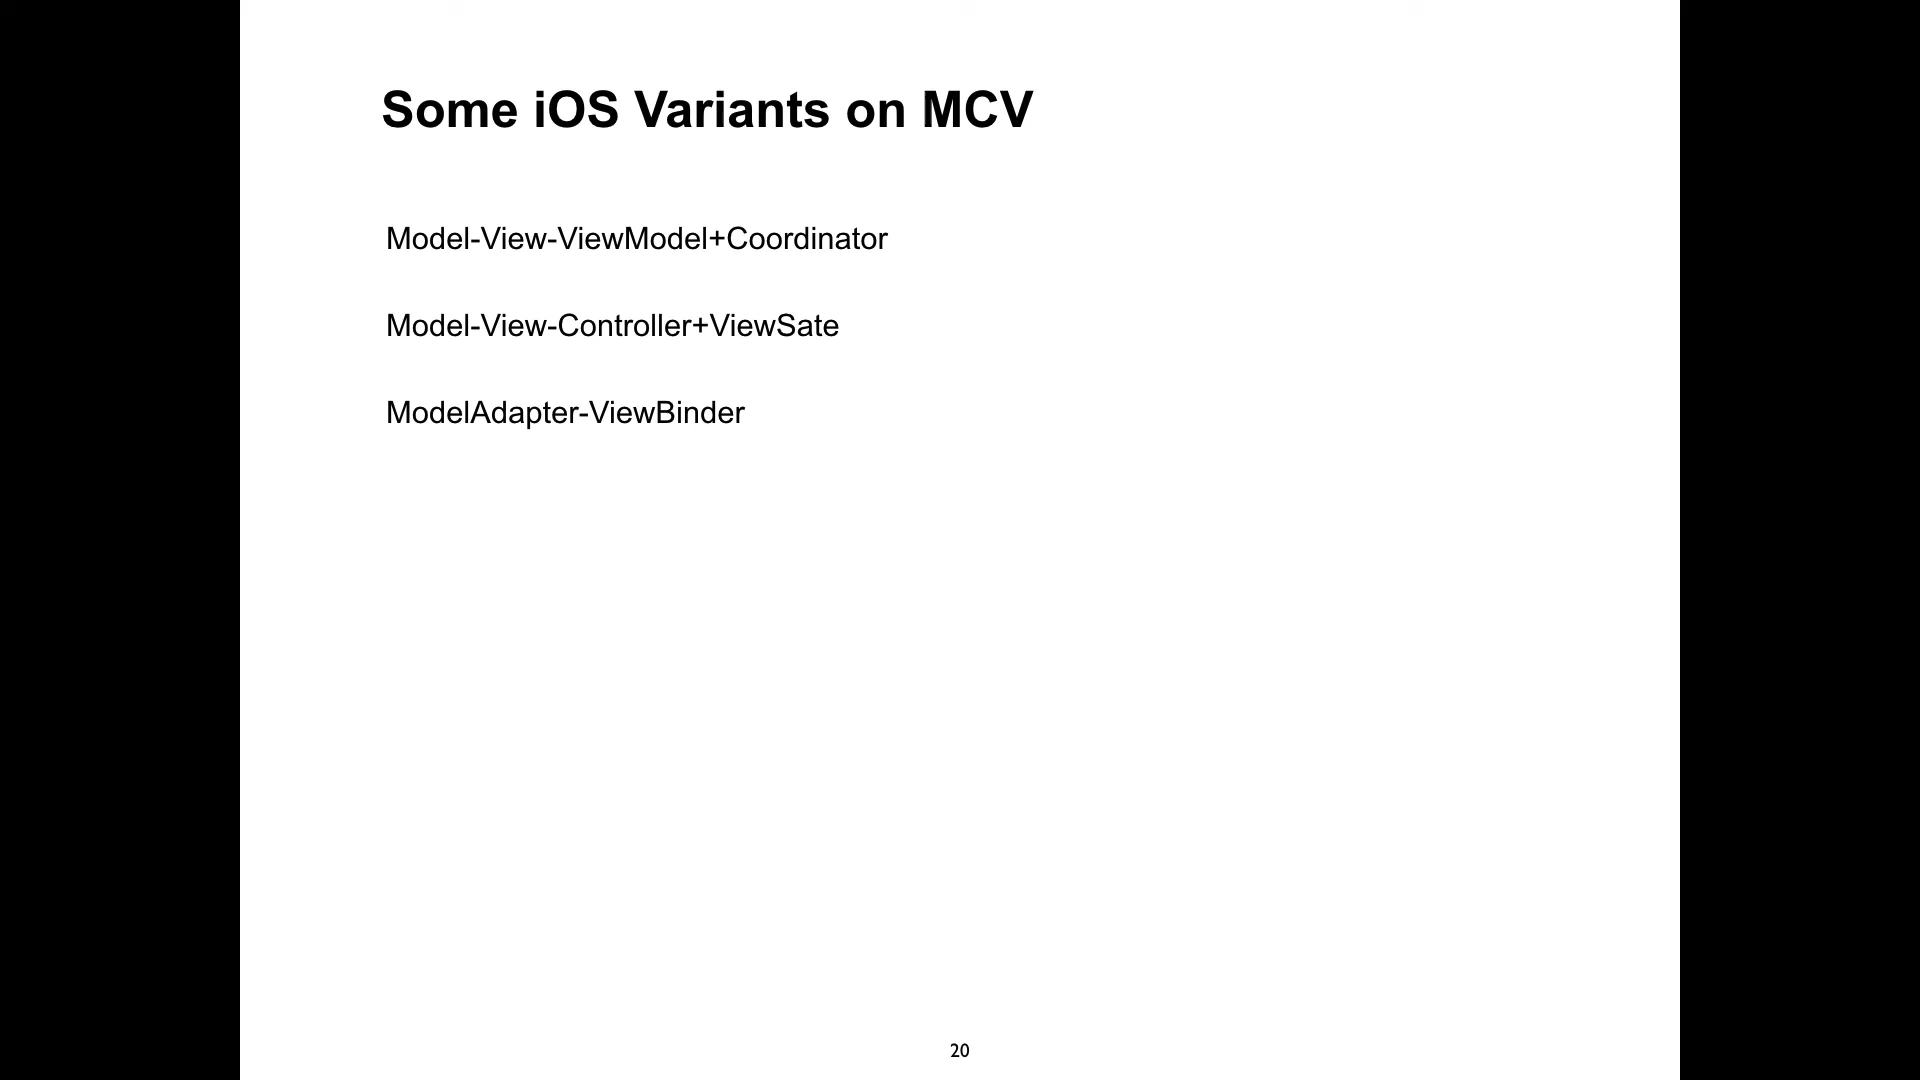 Some iOS Variants on MCV
Model-View-ViewModel+Coordinator
Model-View-Controller+ViewSate
ModelAdapter-ViewBinder
20